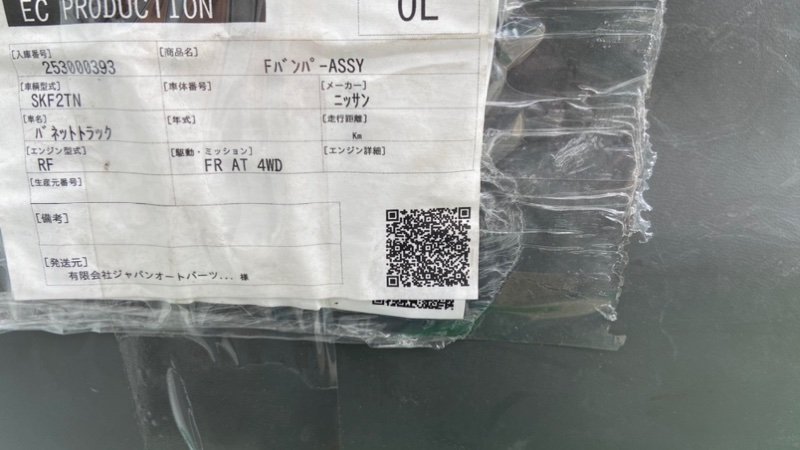 EC PRODUCTION
OL
[入庫番号] [商品名]
253000393 Fバンパ-ASSY
[車輌型式] [車体番号] [メーカー]
SKF2TN ニッサン
[車名] [年式] [走行距離]
バネットトラック Km
[エンジン型式] [駆動・ミッション] [エンジン詳細]
RF FR AT 4WD
[生産元番号]
[備考]
[発送元]
有限会社ジャパンオートパーツ... 様